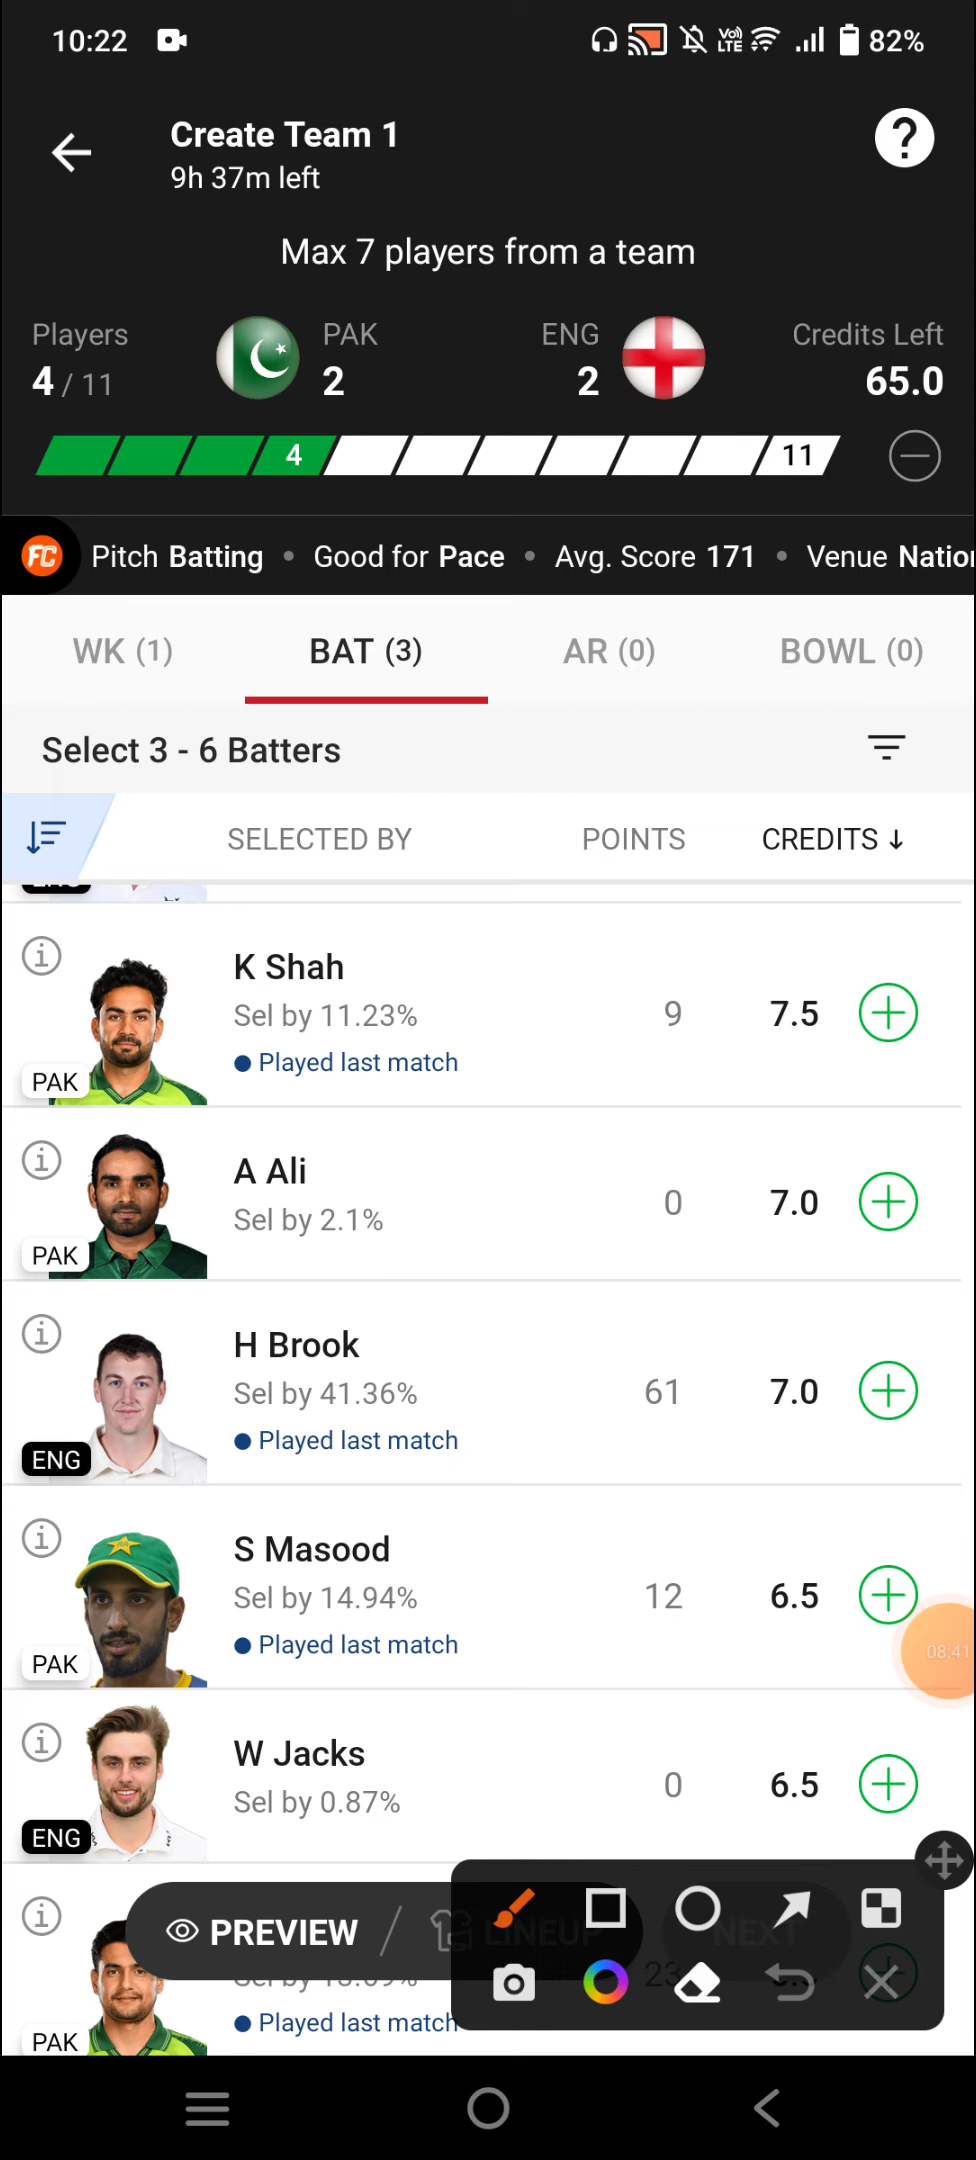 10:22
VoI) LTE 82%
Create Team 1
9h 37m left
?
Max 7 players from a team
Players PAK ENG Credits Left
4 / 11 2 2 65.0
4 11
FC Pitch Batting • Good for Pace • Avg. Score 171 • Venue Nation
WK (1) BAT (3) AR (0) BOWL (0)
Select 3 - 6 Batters
SELECTED BY POINTS CREDITS ↓
K Shah
Sel by 11.23% 9 7.5
Played last match
PAK
A Ali
Sel by 2.1% 0 7.0
PAK
H Brook
Sel by 41.36% 61 7.0
Played last match
ENG
S Masood
Sel by 14.94% 12 6.5
Played last match
PAK
08:41
W Jacks
Sel by 0.87% 0 6.5
ENG
PREVIEW / LINEUP NEXT
23
Played last match
PAK